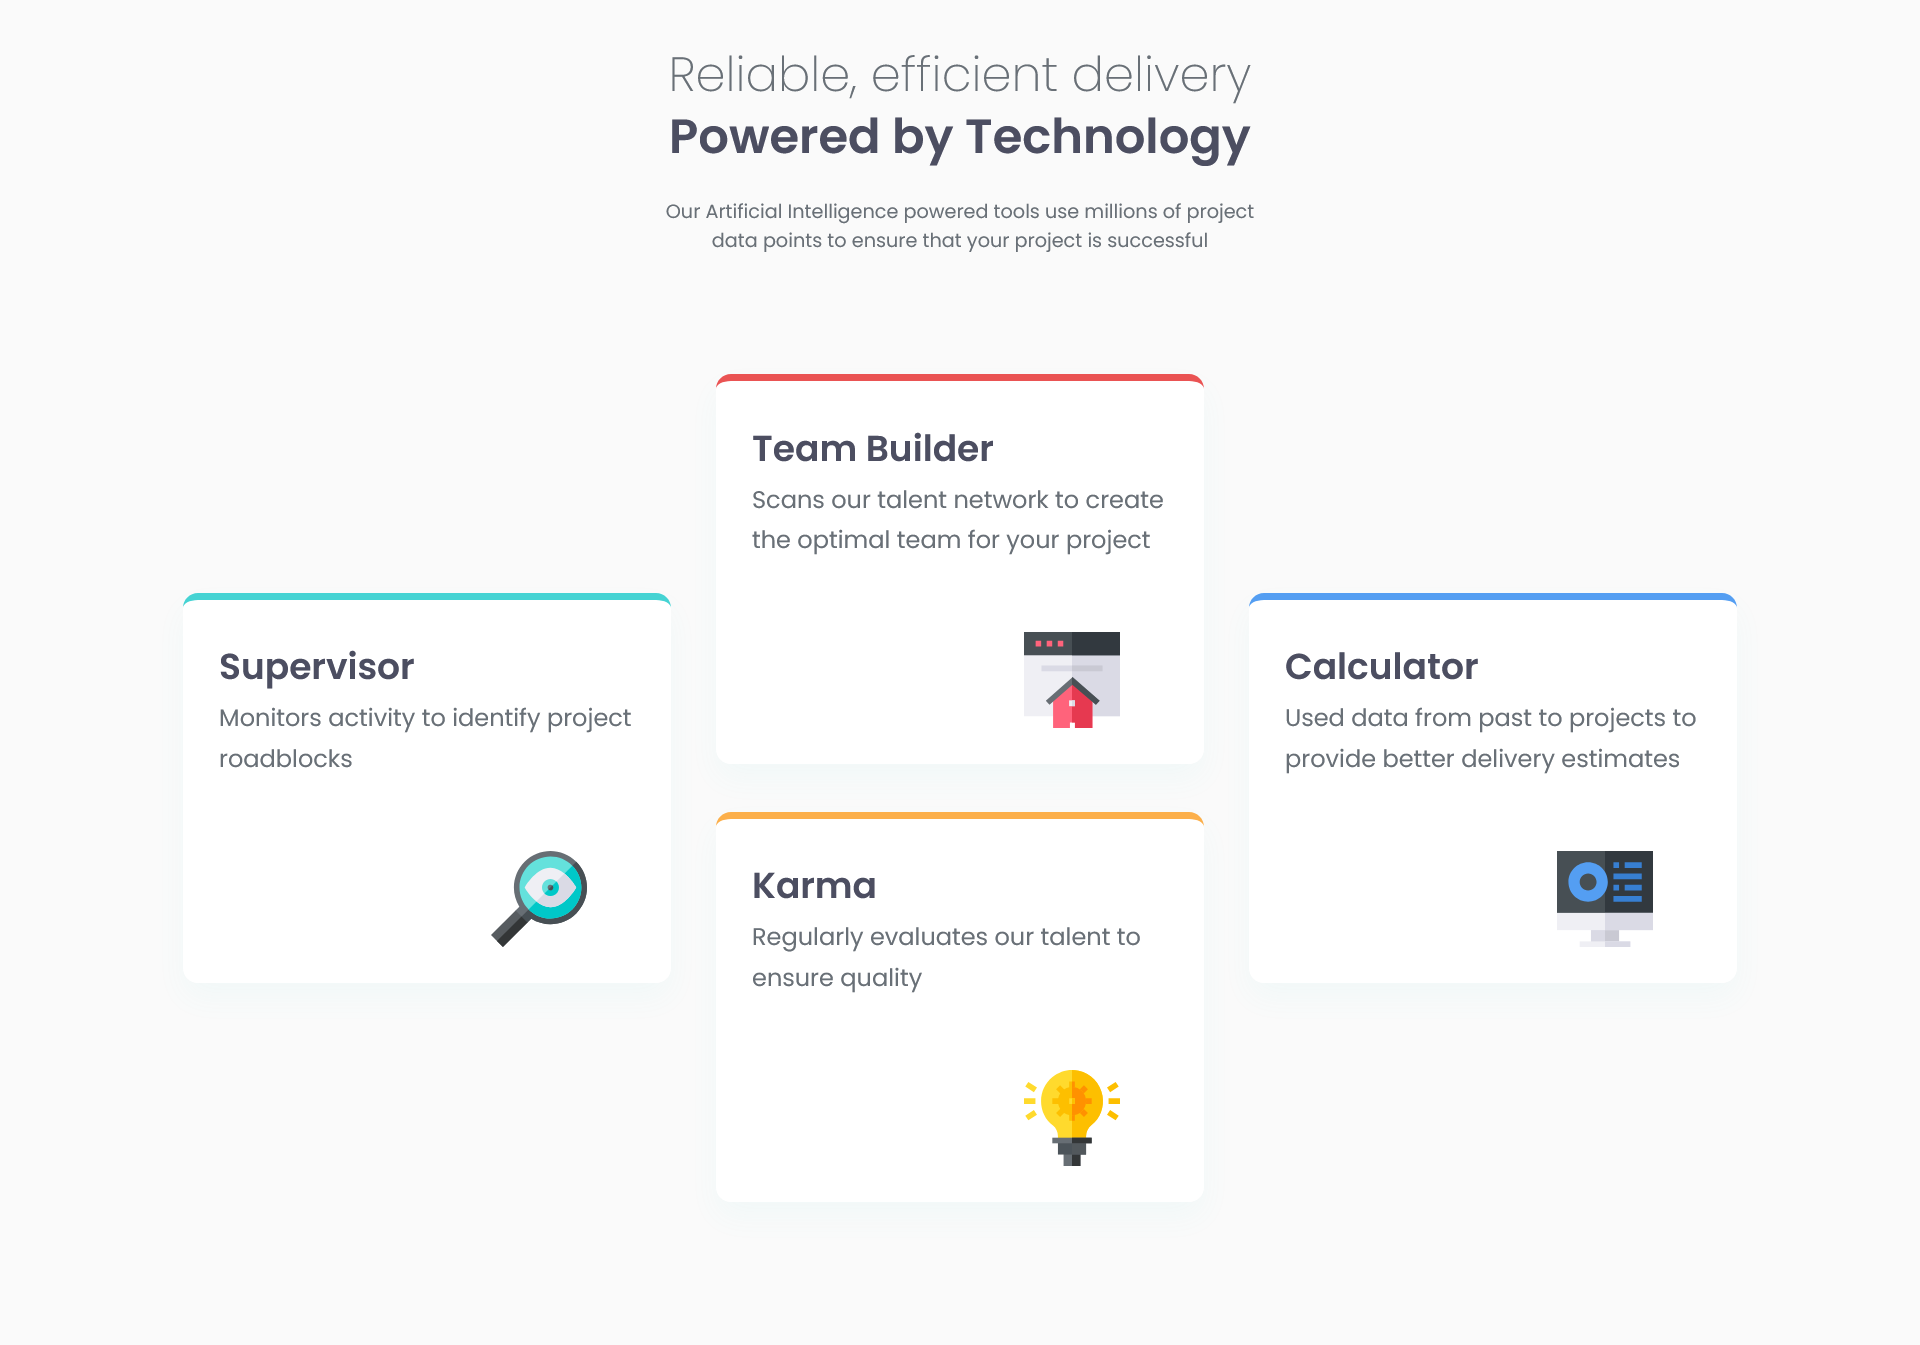 Reliable, efficient delivery
Powered by Technology
Our Artificial Intelligence powered tools use millions of project
data points to ensure that your project is successful
Team Builder
Scans our talent network to create
the optimal team for your project
Supervisor
Monitors activity to identify project
roadblocks
Calculator
Used data from past to projects to
provide better delivery estimates
Karma
Regularly evaluates our talent to
ensure quality